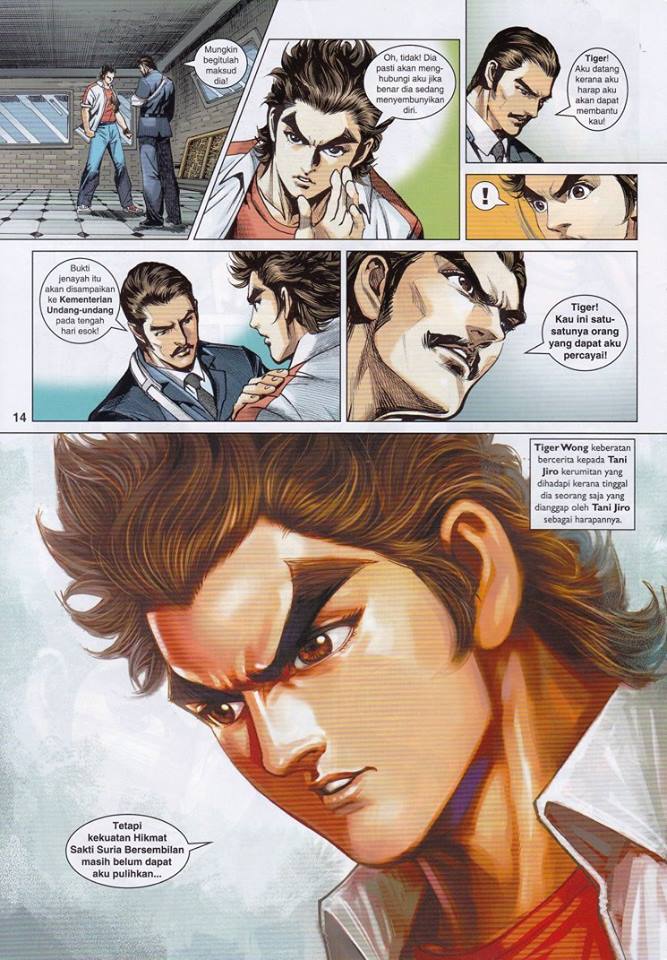 Mungkin
begitulah
maksud
dia!
Oh, tidak! Dia
pasti akan meng-
hubungi aku jika
benar dia sedang
menyembunyikan
diri.
Tiger!
Aku datang
kerana aku
harap aku
akan dapat
membantu
kau!
!
Bukti
jenayah itu
akan disampaikan
ke Kementerian
Undang-undang
pada tengah
hari esok!
Tiger!
Kau ini satu-
satunya orang
yang dapat aku
percayai!
14
Tiger Wong keberatan
bercerita kepada Tani
Jiro kerumitan yang
dihadapi kerana tinggal
dia seorang saja yang
dianggap oleh Tani Jiro
sebagai harapannya.
Tetapi
kekuatan Hikmat
Sakti Suria Bersembilan
masih belum dapat
aku pulihkan...